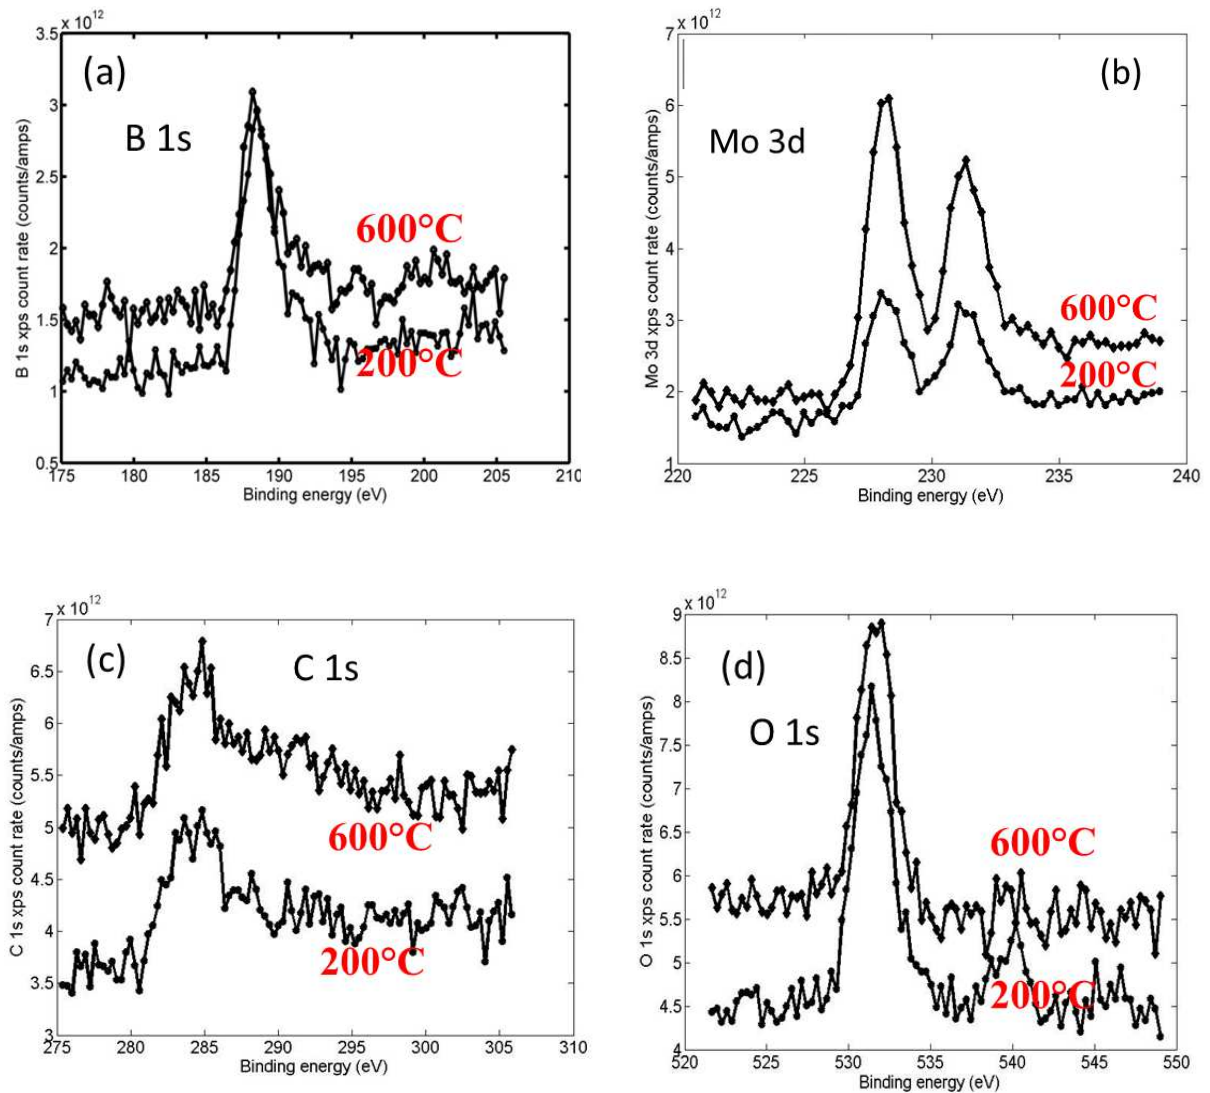 x 10^12
3.5
3
2.5
2
1.5
1
0.5
175 180 185 190 195 200 205 210
Binding energy (eV)
B 1s xps count rate (counts/amps)
(a)
B 1s
600°C
200°C
x 10^12
7
6
5
4
3
2
1
220 225 230 235 240
Binding energy (eV)
Mo 3d xps count rate (counts/amps)
(b)
Mo 3d
600°C
200°C
x 10^12
7
6.5
6
5.5
5
4.5
4
3.5
3
275 280 285 290 295 300 305 310
Binding energy (eV)
C 1s xps count rate (counts/amps)
(c)
C 1s
600°C
200°C
x 10^12
9
8.5
8
7.5
7
6.5
6
5.5
5
4.5
4
520 525 530 535 540 545 550
Binding energy (eV)
O 1s xps count rate (counts/amps)
(d)
O 1s
600°C
200°C